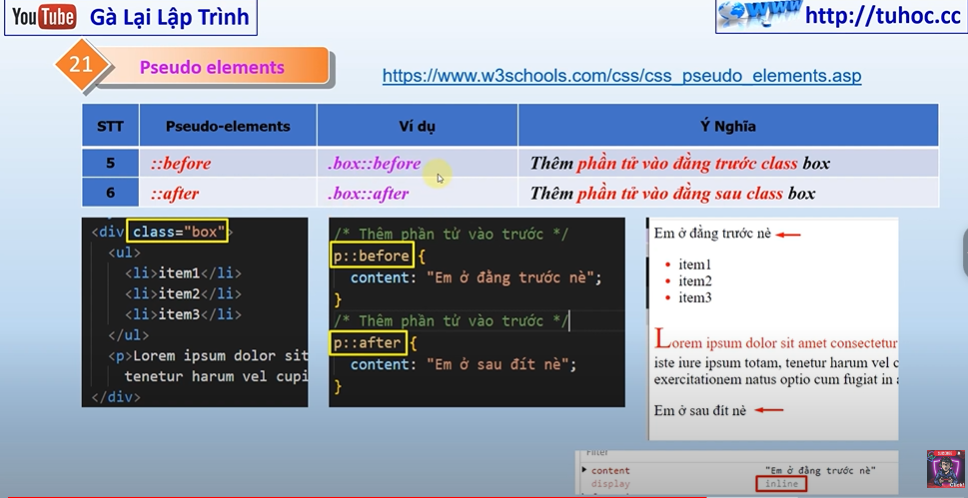 YouTube Gà Lại Lập Trình
WWW http://tuhoc.cc
21 Pseudo elements
https://www.w3schools.com/css/css_pseudo_elements.asp
STT Pseudo-elements Ví dụ Ý Nghĩa
5 ::before .box::before Thêm phần tử vào đằng trước class box
6 ::after .box::after Thêm phần tử vào đằng sau class box
<div class="box">
<ul>
<li>item1</li>
<li>item2</li>
<li>item3</li>
</ul>
<p>Lorem ipsum dolor sit
tenetur harum vel cupi
</div>
/* Thêm phần tử vào trước */
p::before {
content: "Em ở đằng trước nè";
}
/* Thêm phần tử vào trước */
p::after {
content: "Em ở sau đít nè";
}
Em ở đằng trước nè
• item1
• item2
• item3
Lorem ipsum dolor sit amet consectetur
iste iure ipsum totam, tenetur harum vel c
exercitationem natus optio cum fugiat in
Em ở sau đít nè
Filter
content "Em ở đằng trước nè"
display inline
Click!